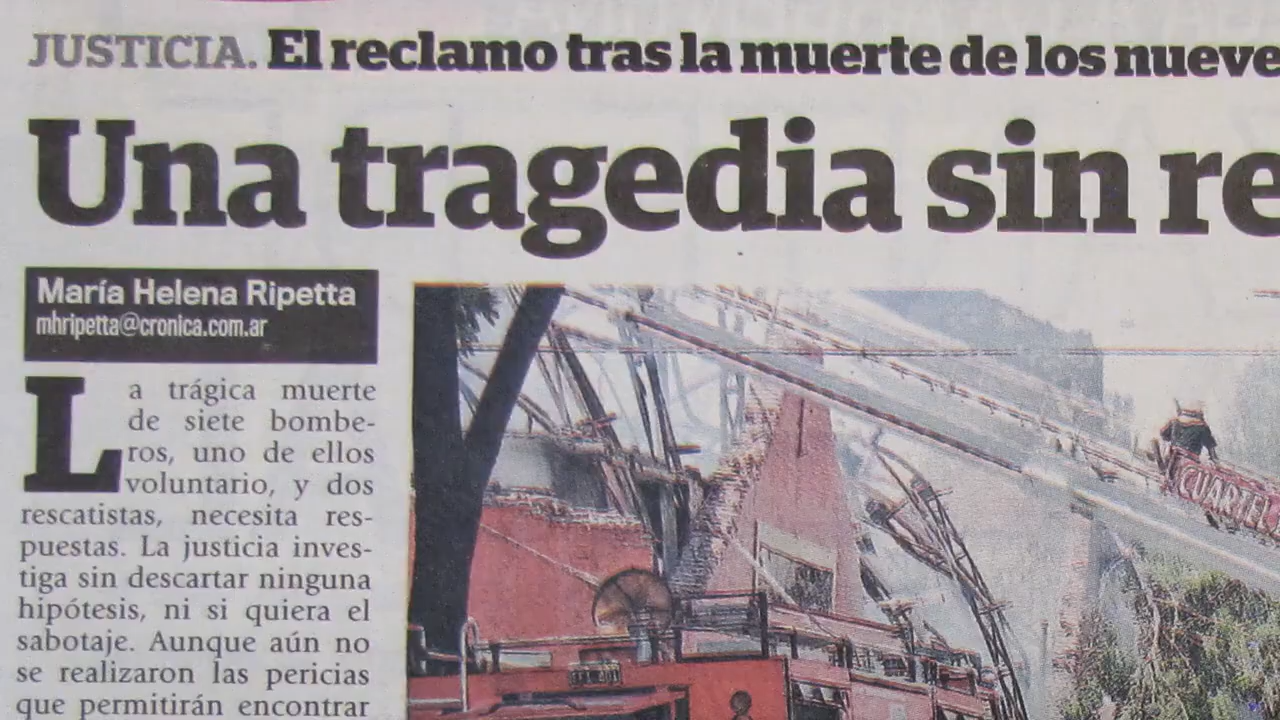 JUSTICIA. El reclamo tras la muerte de los nueve
Una tragedia sin re
María Helena Ripetta
mhripetta@cronica.com.ar
La trágica muerte
de siete bombe-
ros, uno de ellos
voluntario, y dos
rescatistas, necesita res-
puestas. La justicia inves-
tiga sin descartar ninguna
hipótesis, ni si quiera el
sabotaje. Aunque aún no
se realizaron las pericias
que permitirán encontrar
CUARTEL